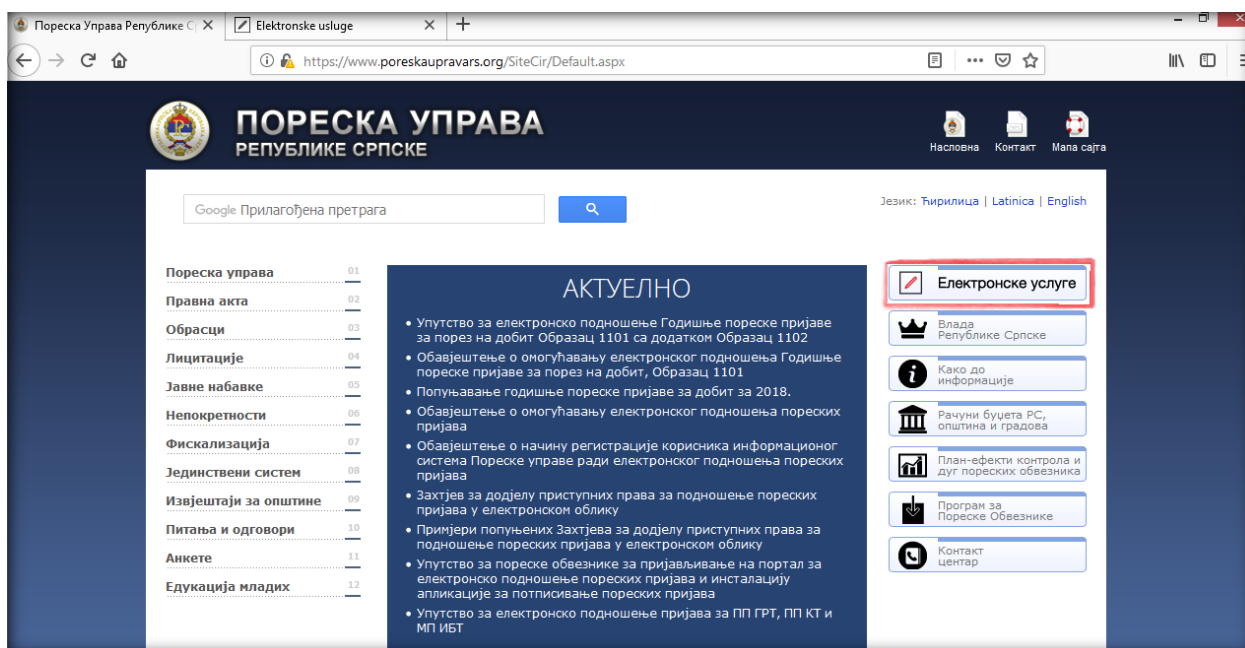 Пореска Управа Републике С
Elektronske usluge
https://www.poreskaupravars.org/SiteCir/Default.aspx
ПОРЕСКА УПРАВА
РЕПУБЛИКЕ СРПСКЕ
Насловна
Контакт
Мапа сајта
Google Прилагођена претрага
Језик: Ћирилица | Latinica | English
Пореска управа 01
Правна акта 02
Обрасци 03
Лицитације 04
Јавне набавке 05
Непокретности 06
Фискализација 07
Јединствени систем 08
Извјештаји за општине 09
Питања и одговори 10
Анкете 11
Едукација младих 12
АКТУЕЛНО
• Упутство за електронско подношење Годишње пореске пријаве
за порез на добит Образац 1101 са додатком Образац 1102
• Обавјештење о омогућавању електронског подношења Годишње
пореске пријаве за порез на добит, Образац 1101
• Попуњавање годишње пореске пријаве за добит за 2018.
• Обавјештење о омогућавању електронског подношења пореских
пријава
• Обавјештење о начину регистрације корисника информационог
система Пореске управе ради електронског подношења пореских
пријава
• Захтјев за додјелу приступних права за подношење пореских
пријава у електронском облику
• Примјери попуњених Захтјева за додјелу приступних права за
подношење пореских пријава у електронском облику
• Упутство за пореске обвезнике за пријављивање на портал за
електронско подношење пореских пријава и инсталацију
апликације за потписивање пореских пријава
• Упутство за електронско подношење пријава за ПП ГРТ, ПП КТ и
МП ИБТ
Електронске услуге
Влада
Републике Српске
Како до
информације
Рачуни буџета РС,
општина и градова
План-ефекти контрола и
дуг пореских обвезника
Програм за
Пореске Обвезнике
Контакт
центар